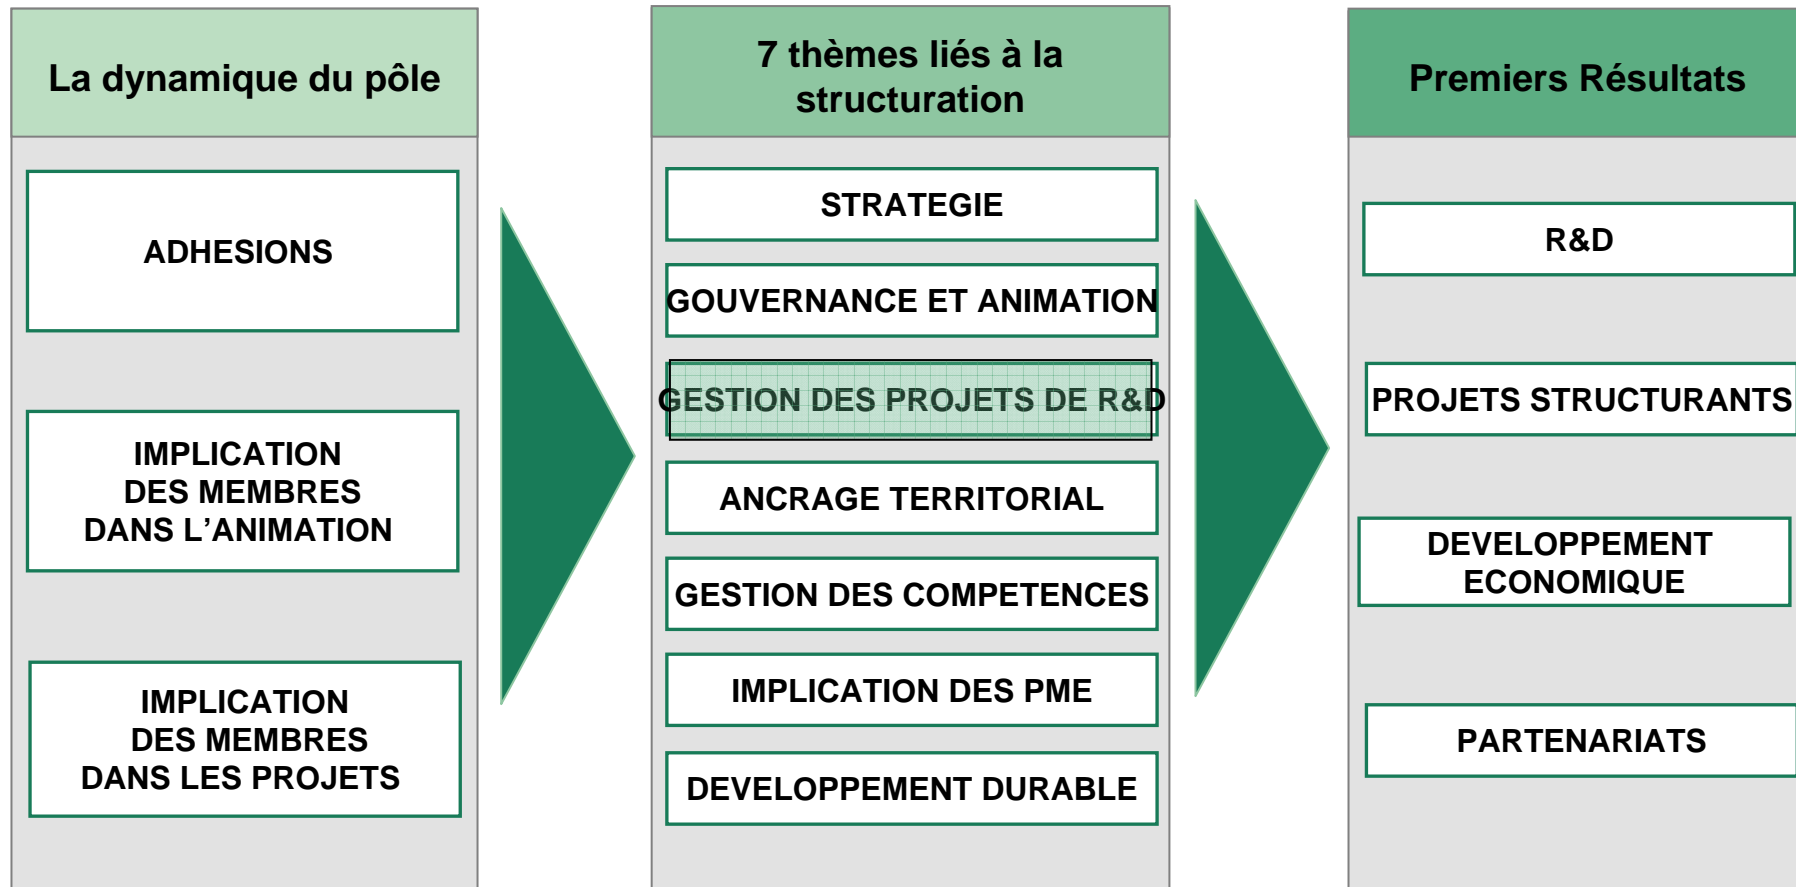 La dynamique du pôle
ADHESIONS
IMPLICATION
DES MEMBRES
DANS L’ANIMATION
IMPLICATION
DES MEMBRES
DANS LES PROJETS
7 thèmes liés à la
structuration
STRATEGIE
GOUVERNANCE ET ANIMATION
GESTION DES PROJETS DE R&D
ANCRAGE TERRITORIAL
GESTION DES COMPETENCES
IMPLICATION DES PME
DEVELOPPEMENT DURABLE
Premiers Résultats
R&D
PROJETS STRUCTURANTS
DEVELOPPEMENT
ECONOMIQUE
PARTENARIATS